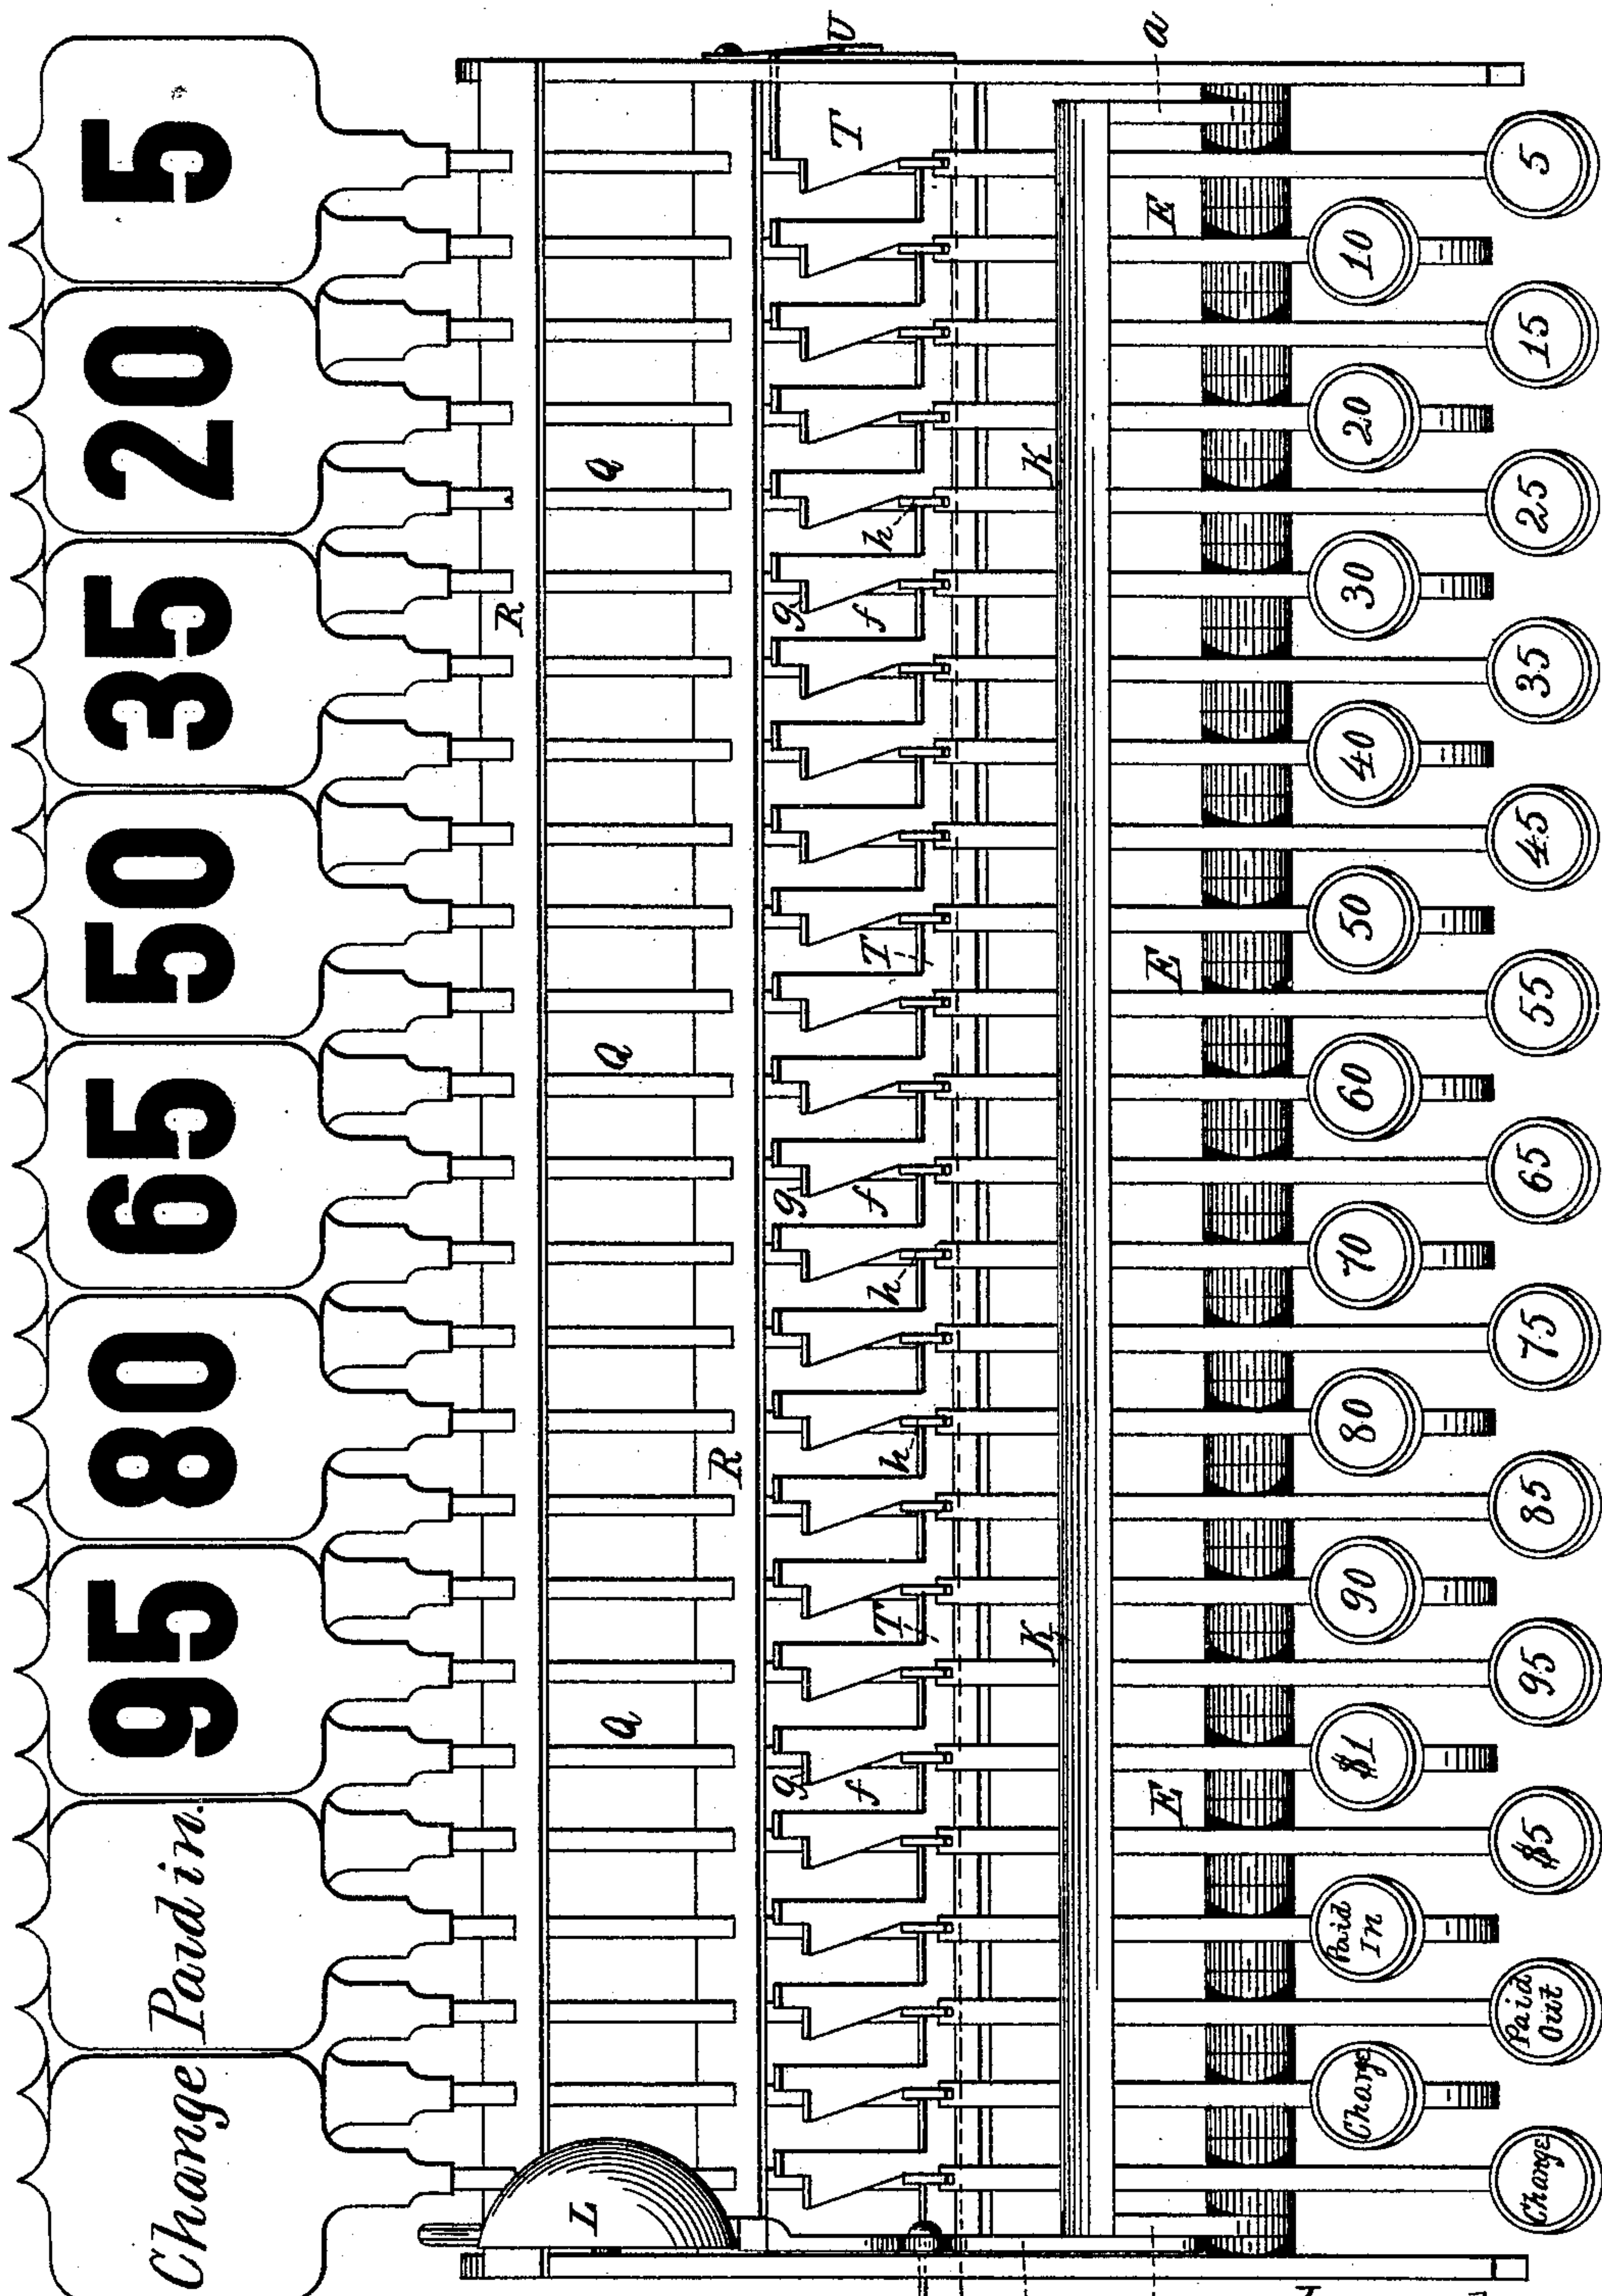 Change Paid in. 95 80 65 50 35 20 5
R
L Q Q Q
R
g g g
U
T
f f f
T h h T h
K K
a
E E E
Charge Paid In $1 90 80 70 60 50 40 30 20 10
Change Paid Out $5 95 85 75 65 55 45 35 25 15 5